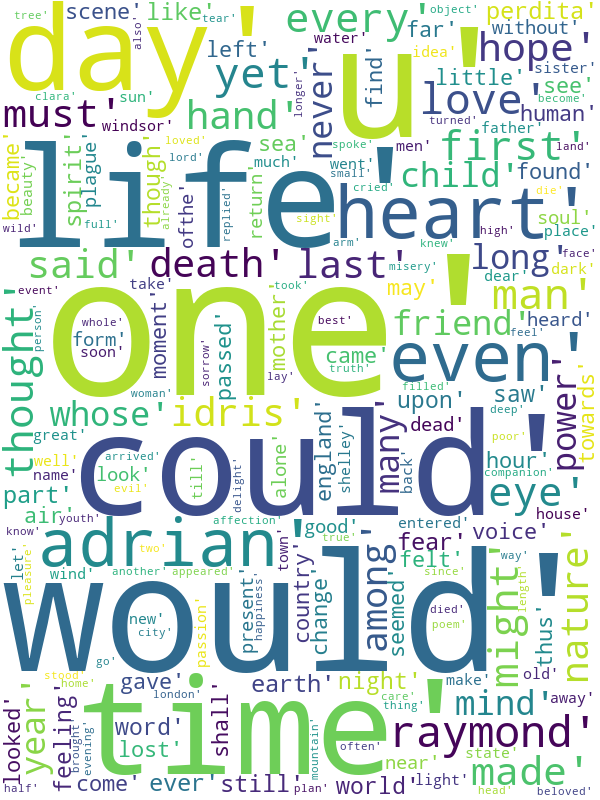 tree' scene' like' every' object' perdita'
tear' far' without'
day' also' left' idea' hope'
yet' u' water' find' sister'
clara' sun' hand' longer' never' love' little' see' become'
must' windsor' turned' father' human'
became' beauty' spirit' plague' though' loved' already' lord' much' sea' return' men' spoke' went' small' cried' first' land'
child' found'
die'
wild' full' life' ofthe' replied' sight' arm' knew' heart' high' soul' place'
said' death' last' misery' long' face'
event' take' took' may' dear' dark'
whole' one' best' man'
person' form' soon' moment' sorrow' passed' mother' lay' friend' came' truth' heard' feel'
thought' woman' even' filled' deep' upon' saw' power' towards'
great' whose' idris' dead' poor'
well' name' look' could' many' back' hour' companion'
part' arrived' evil' till' delight' alone' england' shelley' eye' house'
air' youth' affection' good' entered' voice'
know' let' pleasure' adrian' two' town' true' fear' felt' way'
wind' another' appeared' country' change' among' seemed' since' might' length' thus' nature'
new' city' passion' present' happiness' would' died' poem'
go' stood' home' gave' london' earth' night' care' thing' make' old' away'
looked' year' feeling' brought' evening' word' lost' time' shall' mountain' often' near' mind' raymond' state' made'
half' come' ever' still' plan' world' light' head' beloved'